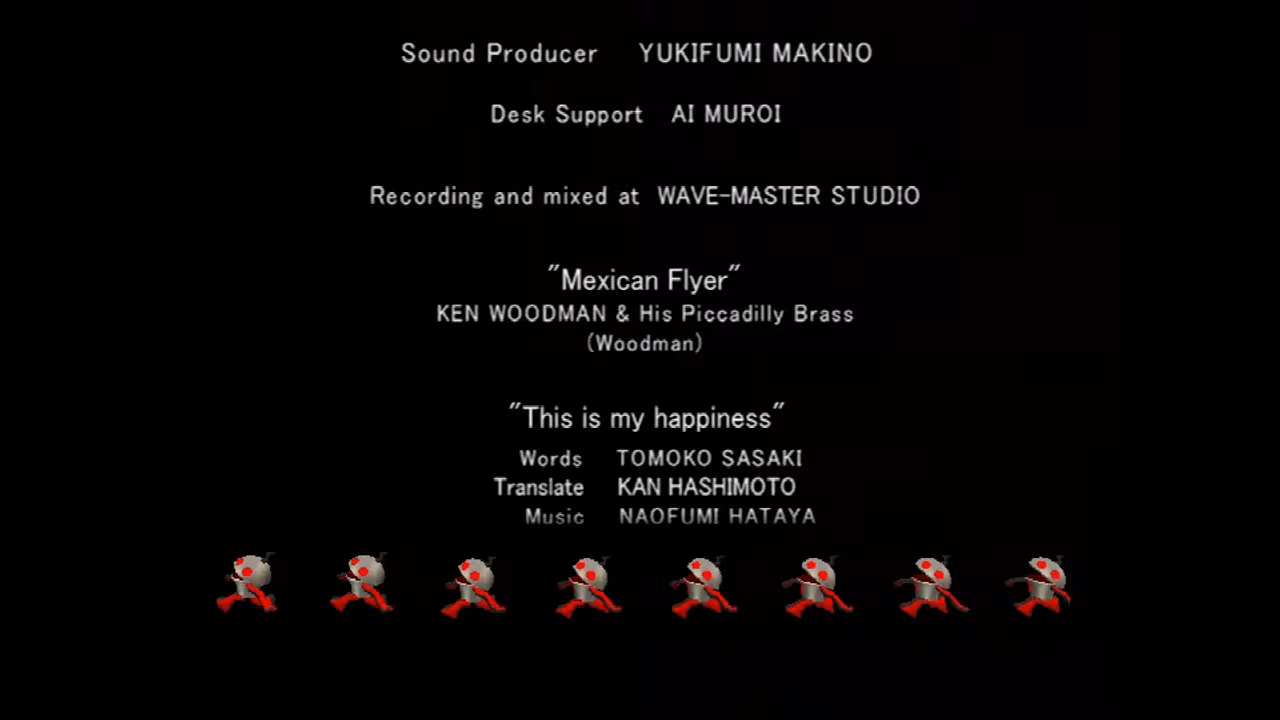 Sound Producer YUKIFUMI MAKINO
Desk Support AI MUROI
Recording and mixed at WAVE-MASTER STUDIO
"Mexican Flyer"
KEN WOODMAN & His Piccadilly Brass
(Woodman)
"This is my happiness"
Words TOMOKO SASAKI
Translate KAN HASHIMOTO
Music NAOFUMI HATAYA